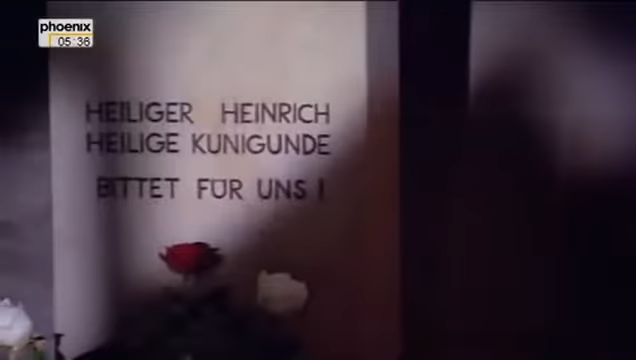 phoenix
05:36
HEILIGER HEINRICH
HEILIGE KUNIGUNDE
BITTET FÜR UNS !